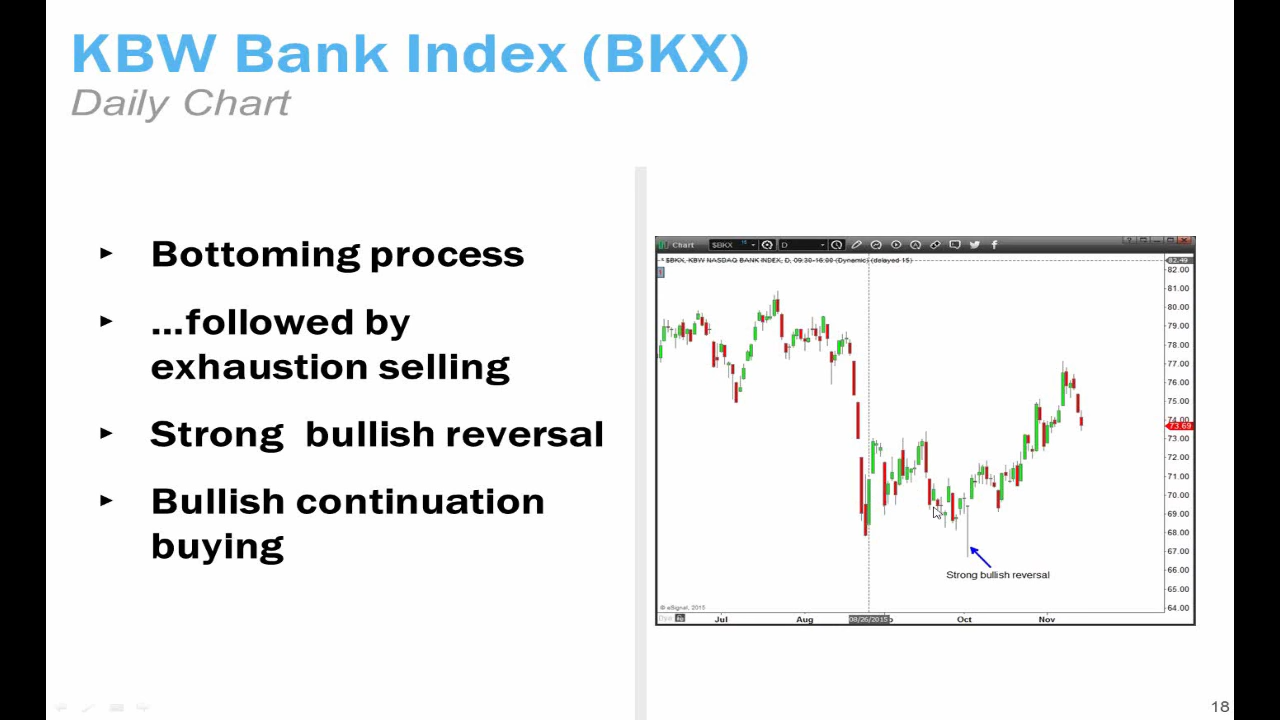 KBW Bank Index (BKX)
Daily Chart
Bottoming process
...followed by
exhaustion selling
Strong bullish reversal
Bullish continuation
buying
Chart
$BKX
D
* $BKX, KBW NASDAQ BANK INDEX, D, 09:30-16:00 (Dynamic) (delayed 15)
82.49
82.00
81.00
80.00
79.00
78.00
77.00
76.00
75.00
74.00
73.69
73.00
72.00
71.00
70.00
69.00
68.00
67.00
66.00
65.00
64.00
Strong bullish reversal
© eSignal, 2015
Jul
Aug
08/26/2015
Oct
Nov
18